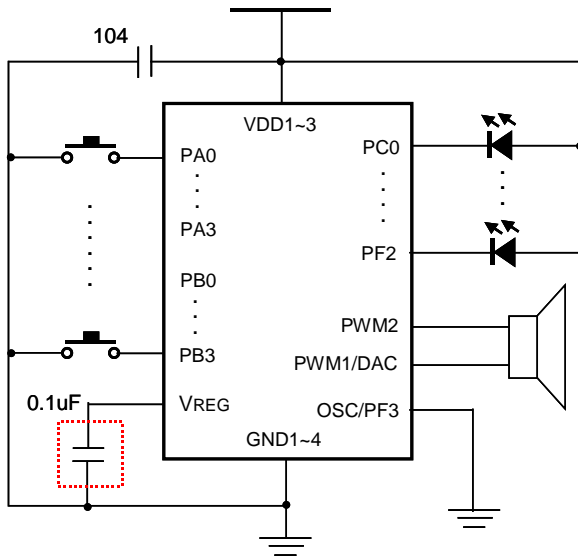 104
VDD1~3
PA0
PC0
PA3
PF2
PB0
PWM2
PB3
PWM1/DAC
0.1uF
VREG
OSC/PF3
GND1~4